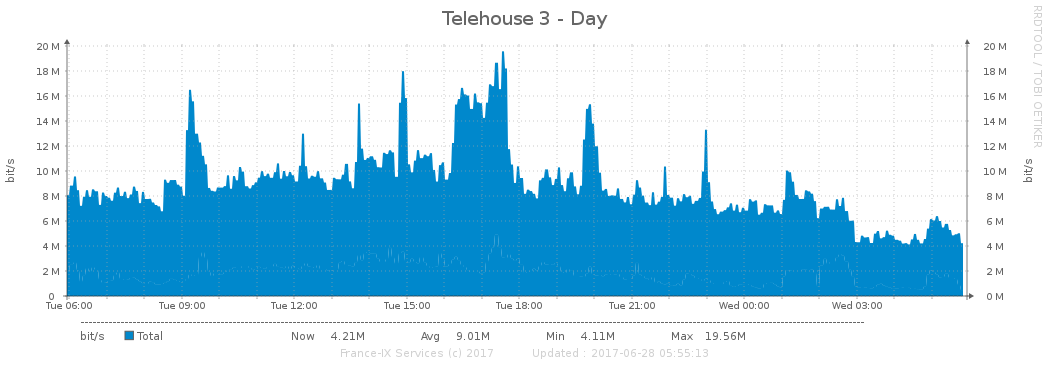 Telehouse 3 - Day
RRDTOOL / TOBI OETIKER
bit/s
20 M
18 M
16 M
14 M
12 M
10 M
8 M
6 M
4 M
2 M
0
20 M
18 M
16 M
14 M
12 M
10 M
8 M
6 M
4 M
2 M
0 M
bit/s
Tue 06:00 Tue 09:00 Tue 12:00 Tue 15:00 Tue 18:00 Tue 21:00 Wed 00:00 Wed 03:00
bit/s Total Now 4.21M Avg 9.01M Min 4.11M Max 19.56M
France-IX Services (c) 2017 Updated : 2017-06-28 05:55:13